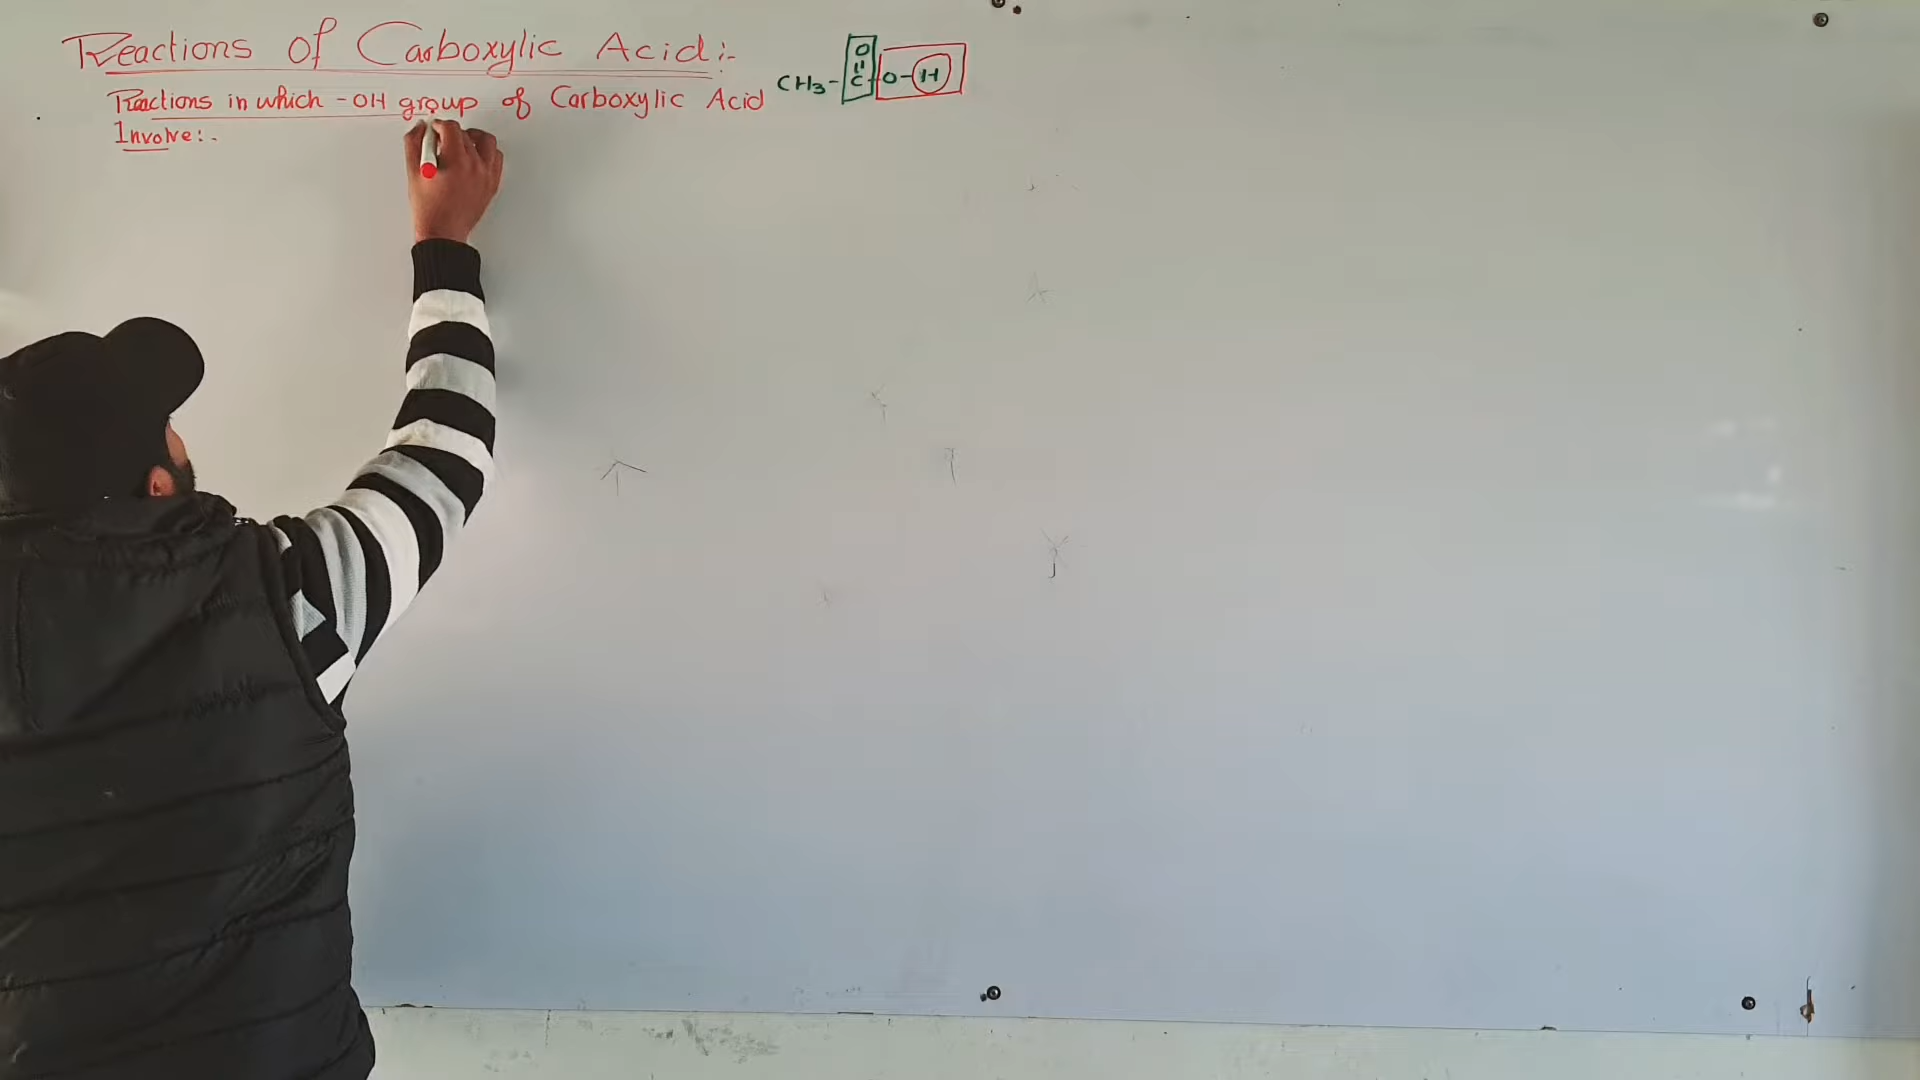 Reactions of Carboxylic Acid:-
Reactions in which -OH group of Carboxylic Acid
Involve:-
O
||
CH3-C-O-H